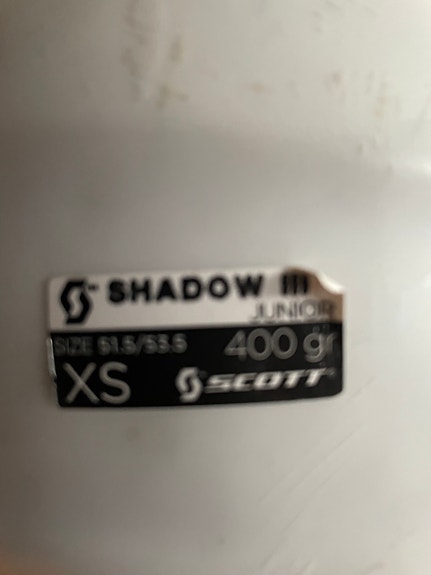 SHADOW III
JUNIOR
SIZE 51.5/53.5 400 gr
XS SCOTT